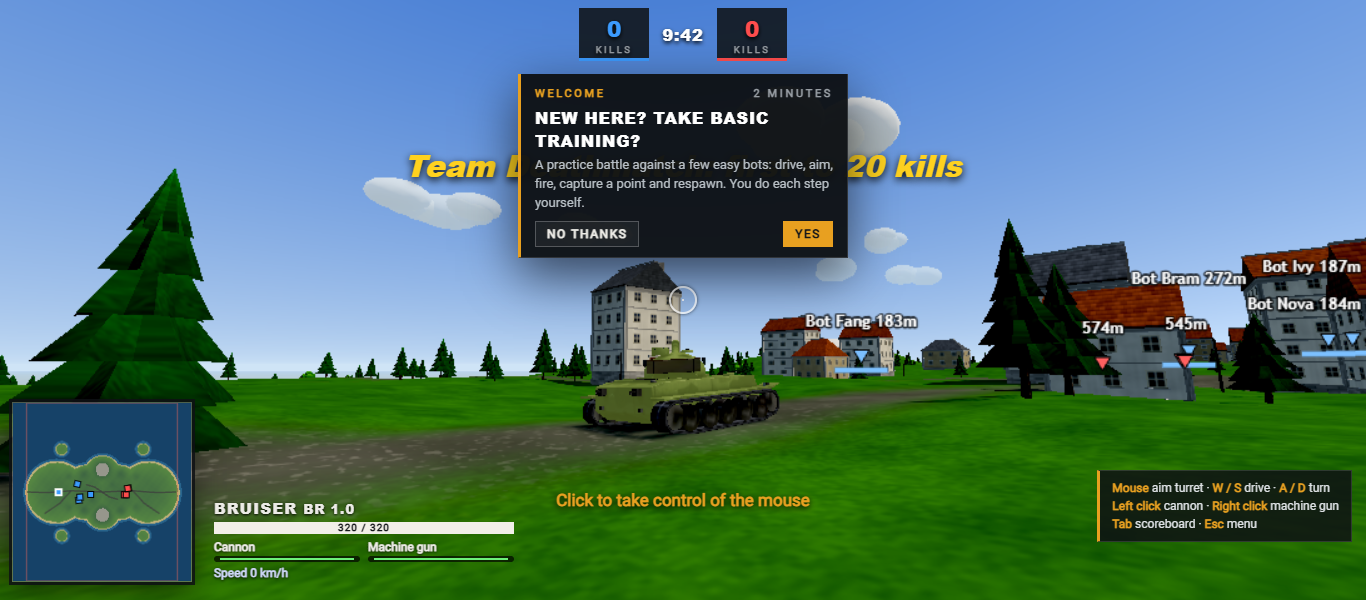 0
KILLS
9:42
0
KILLS
WELCOME
2 MINUTES
NEW HERE? TAKE BASIC
TRAINING?
A practice battle against a few easy bots: drive, aim,
fire, capture a point and respawn. You do each step
yourself.
NO THANKS
YES
Team
20 kills
Bot Fang 183m
Bot Bram 272m
Bot Ivy 187m
Bot Nova 184m
574m
545m
Click to take control of the mouse
BRUISER BR 1.0
320 / 320
Cannon
Machine gun
Speed 0 km/h
Mouse aim turret · W / S drive · A / D turn
Left click cannon · Right click machine gun
Tab scoreboard · Esc menu